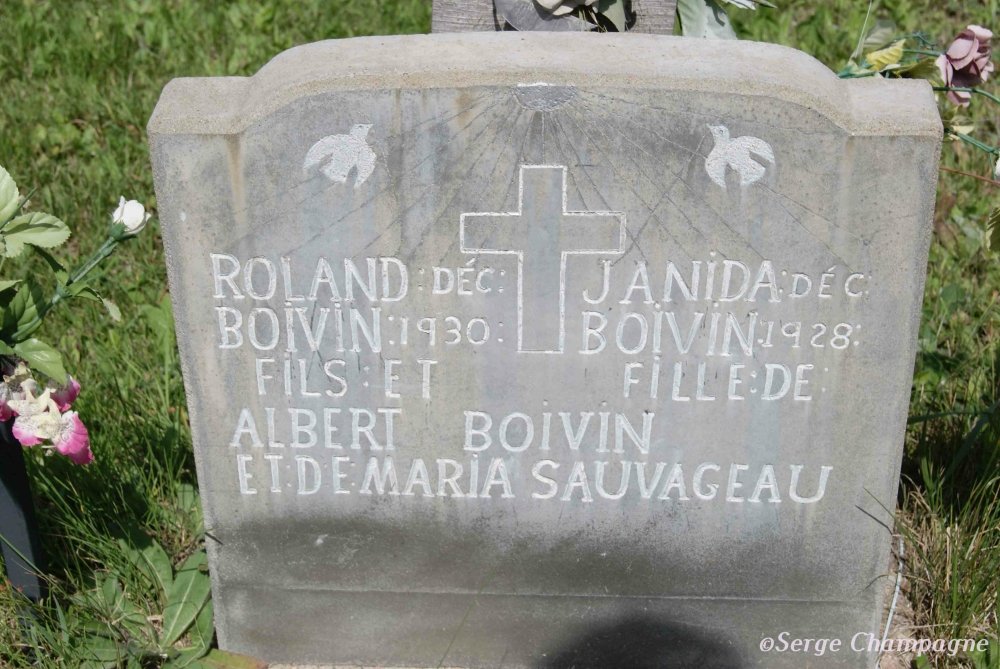 ROLAND : DÉC :
BOIVIN : 1930 :
FILS : ET
JANIDA : DÉC :
BOIVIN : 1928 :
FILLE : DE :
ALBERT BOIVIN
ET : DE : MARIA SAUVAGEAU
©Serge Champagne